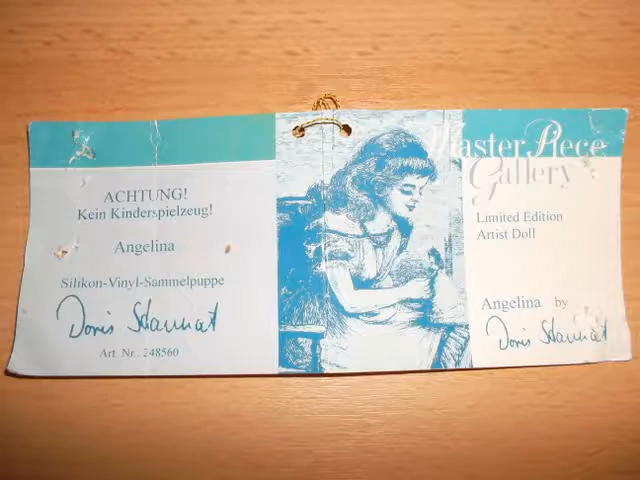 ACHTUNG!
Kein Kinderspielzeug!
Angelina
Silikon-Vinyl-Sammelpuppe
Doris Stannat
Art. Nr.. 248560
Master Piece
Gallery
Limited Edition
Artist Doll
Angelina by
Doris Stannat